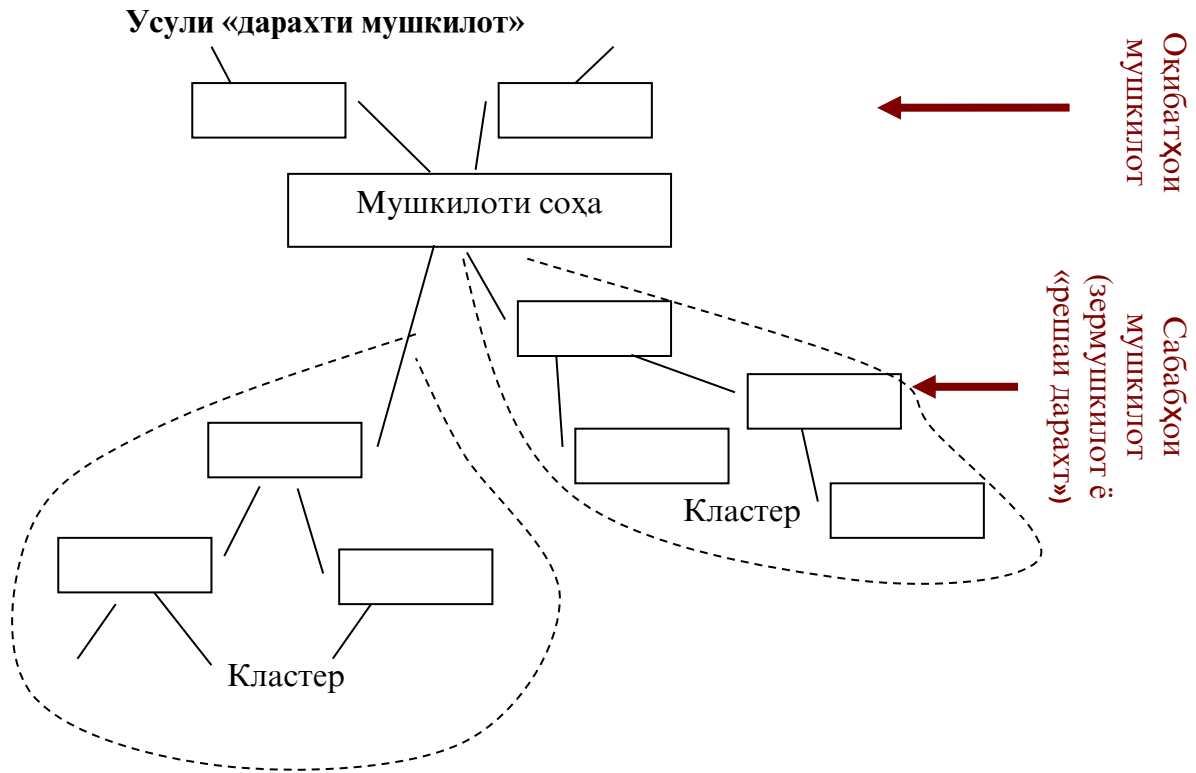 Усули «дарахти мушкилот»
Оқибатҳои
мушкилот
Мушкилоти соҳа
Сабабҳои
мушкилот
(зермушкилот ё
«решаи дарахт»)
Кластер
Кластер